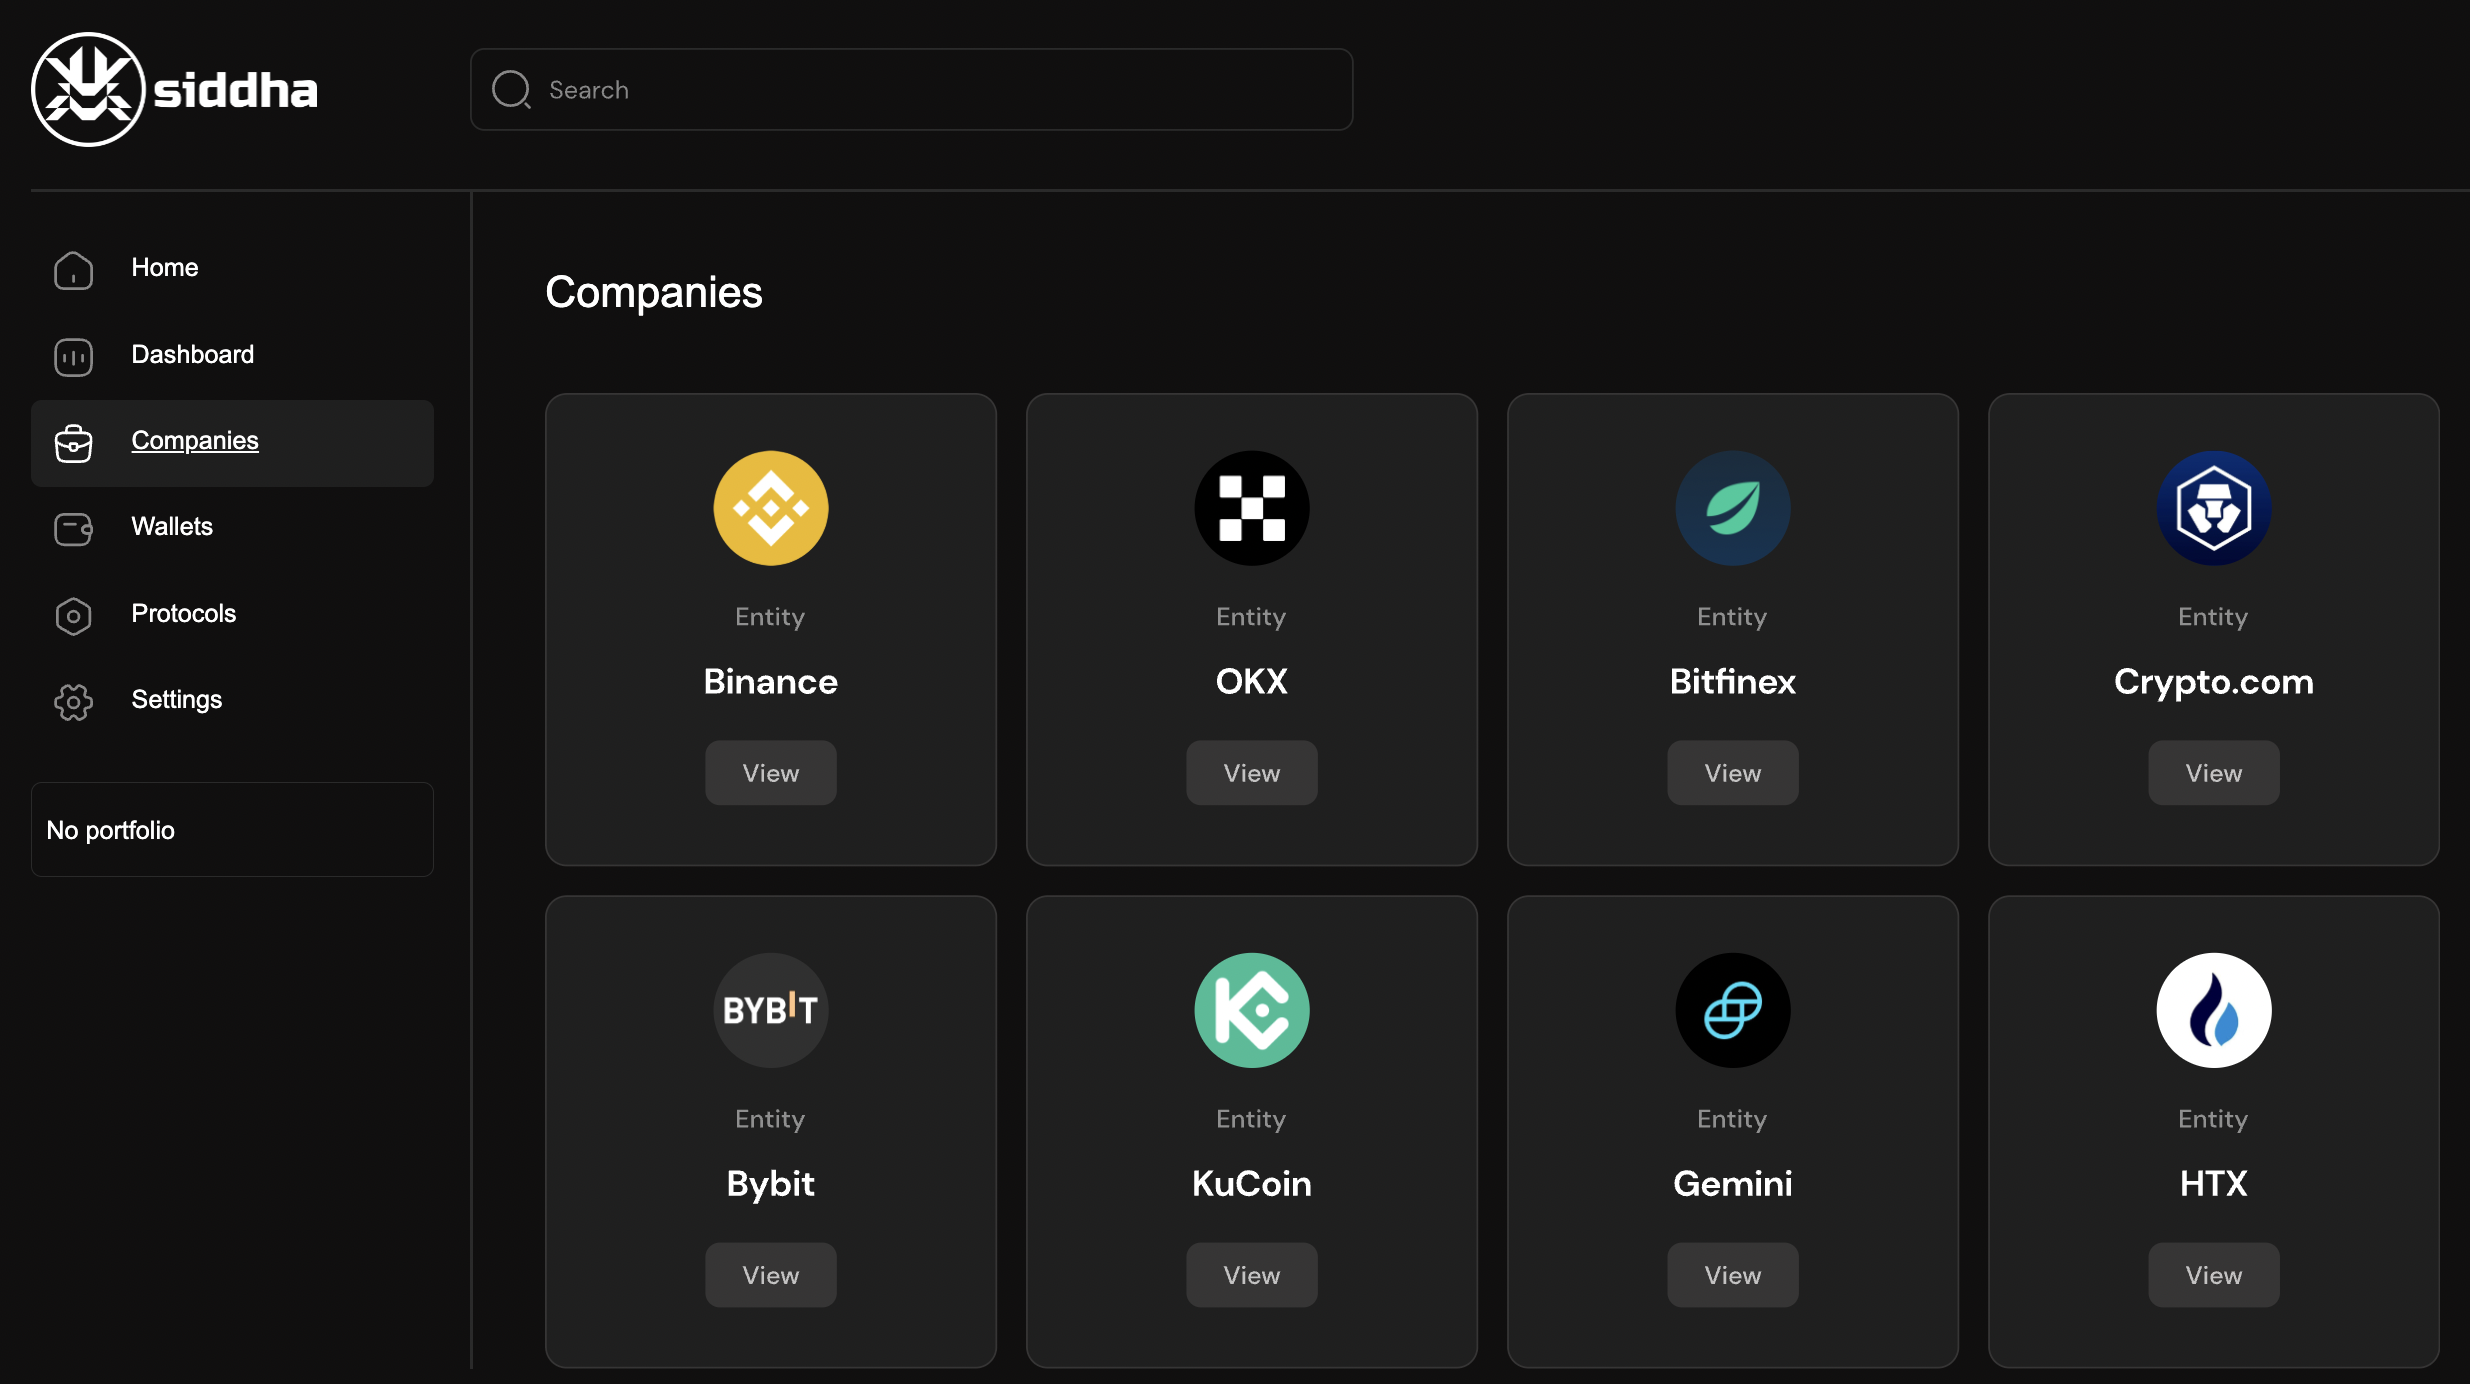 siddha
Search
Home
Dashboard
Companies
Wallets
Protocols
Settings
No portfolio
Companies
Entity
Binance
View
Entity
OKX
View
Entity
Bitfinex
View
Entity
Crypto.com
View
BYBIT
Entity
Bybit
View
Entity
KuCoin
View
Entity
Gemini
View
Entity
HTX
View